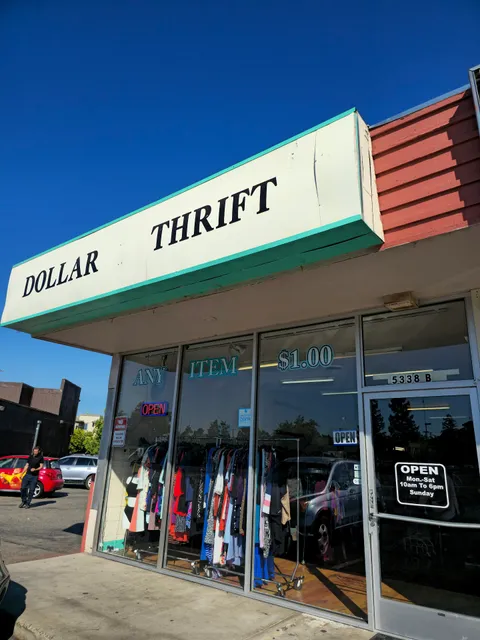 DOLLAR THRIFT
ANY ITEM $1.00
OPEN
OPEN
5338 B
OPEN
Mon.-Sat
10am To 6pm
Sunday